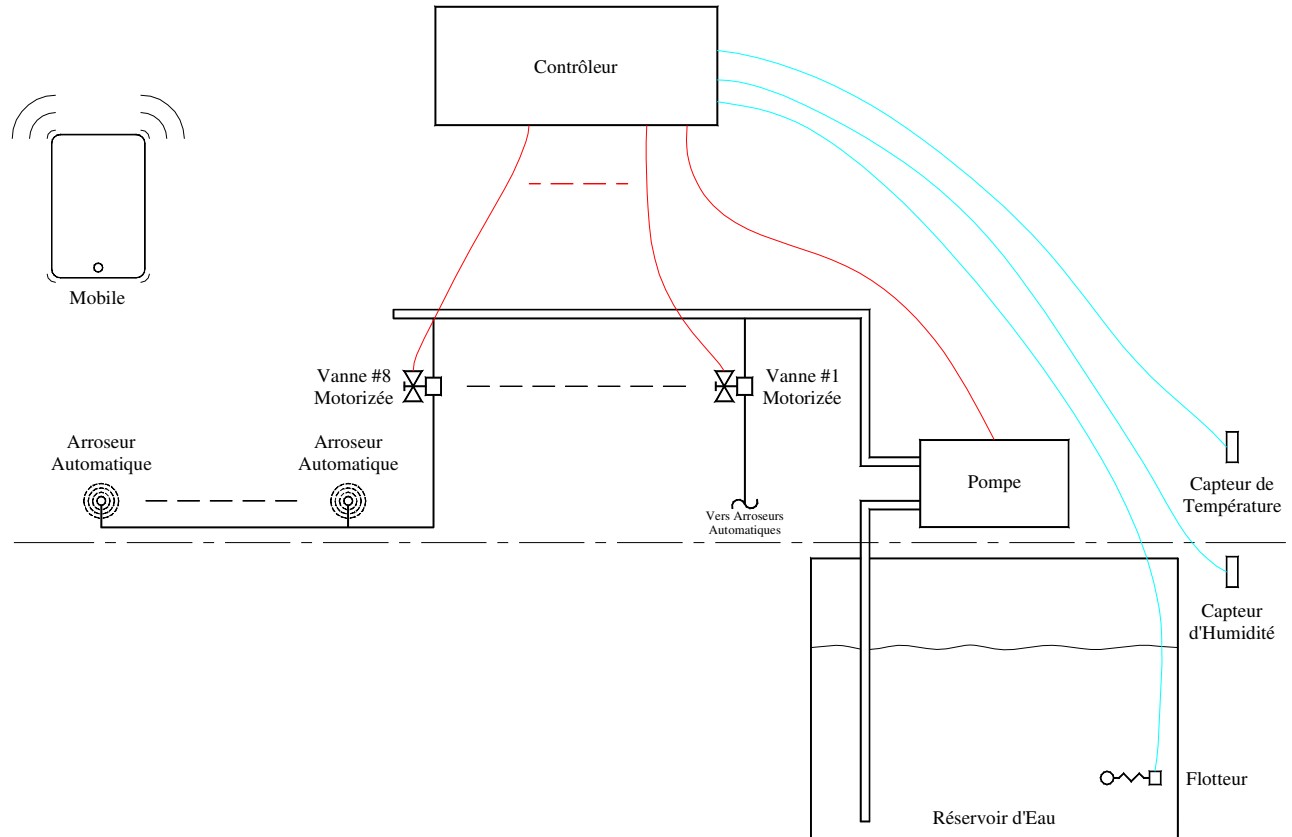 Contrôleur
Mobile
Vanne #8
Motorizée
Vanne #1
Motorizée
Arroseur
Automatique
Arroseur
Automatique
Pompe
Capteur de
Température
Vers Arroseurs
Automatiques
Capteur
d'Humidité
Flotteur
Réservoir d'Eau